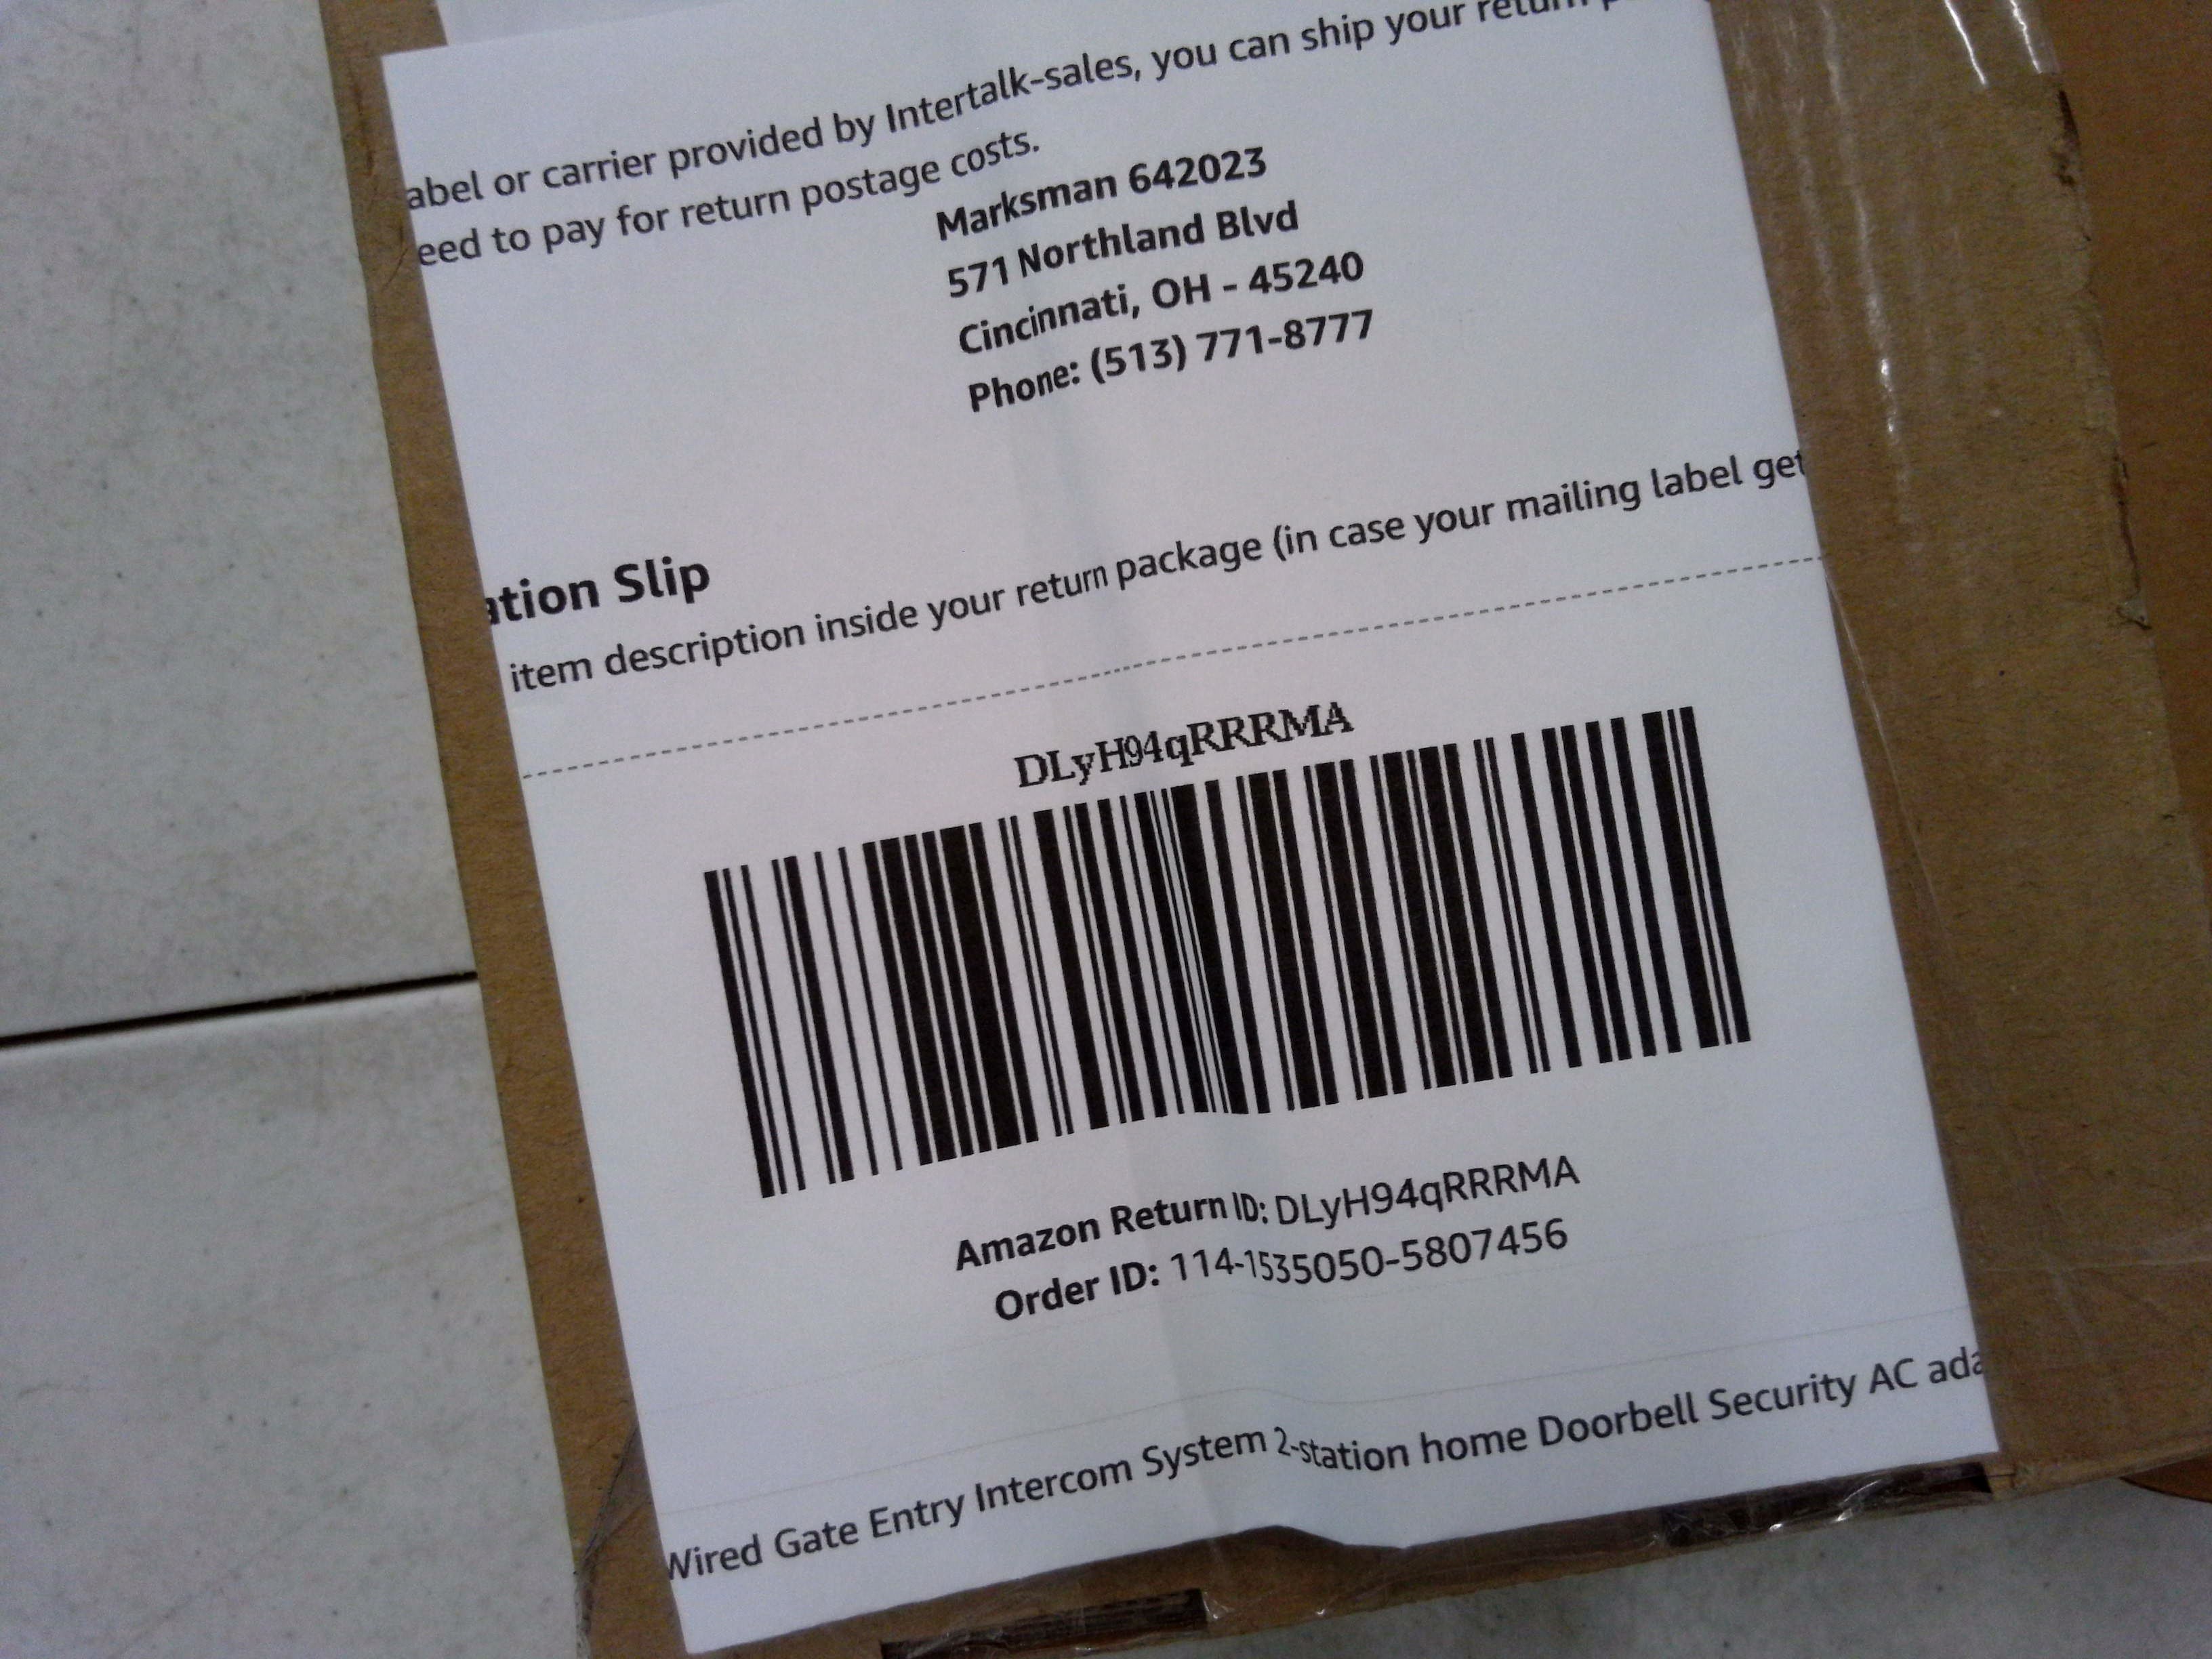 abel or carrier provided by Intertalk-sales, you can ship your return
eed to pay for return postage costs.
Marksman 642023
571 Northland Blvd
Cincinnati, OH - 45240
Phone: (513) 771-8777
ation Slip
item description inside your return package (in case your mailing label get
DLyH94qRRRMA
Amazon Return ID: DLyH94qRRRMA
Order ID: 114-1535050-5807456
Wired Gate Entry Intercom System 2-station home Doorbell Security AC ada